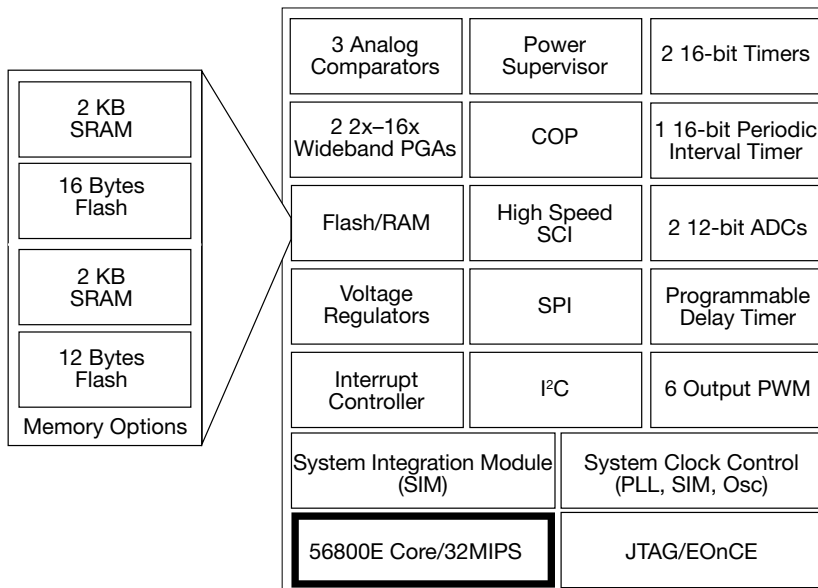 2 KB
SRAM
16 Bytes
Flash
2 KB
SRAM
12 Bytes
Flash
Memory Options
3 Analog
Comparators
Power
Supervisor
2 16-bit Timers
2 2x–16x
Wideband PGAs
COP
1 16-bit Periodic
Interval Timer
Flash/RAM
High Speed
SCI
2 12-bit ADCs
Voltage
Regulators
SPI
Programmable
Delay Timer
Interrupt
Controller
I²C
6 Output PWM
System Integration Module
(SIM)
System Clock Control
(PLL, SIM, Osc)
56800E Core/32MIPS
JTAG/EOnCE